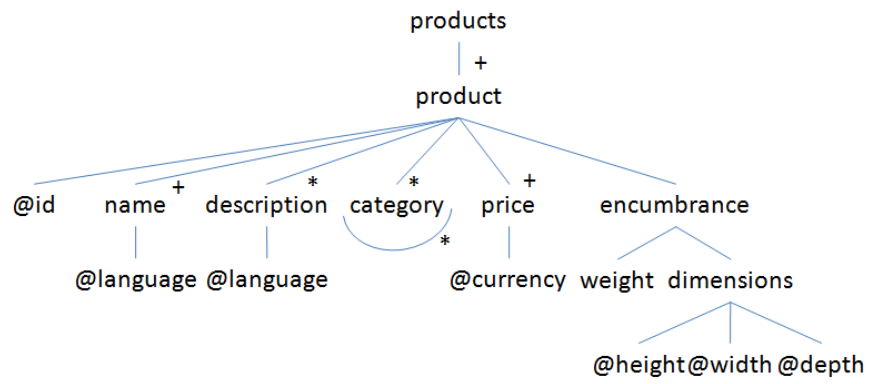 products
+
product
+ * * +
@id name description category price encumbrance
*
@language @language @currency weight dimensions
@height @width @depth